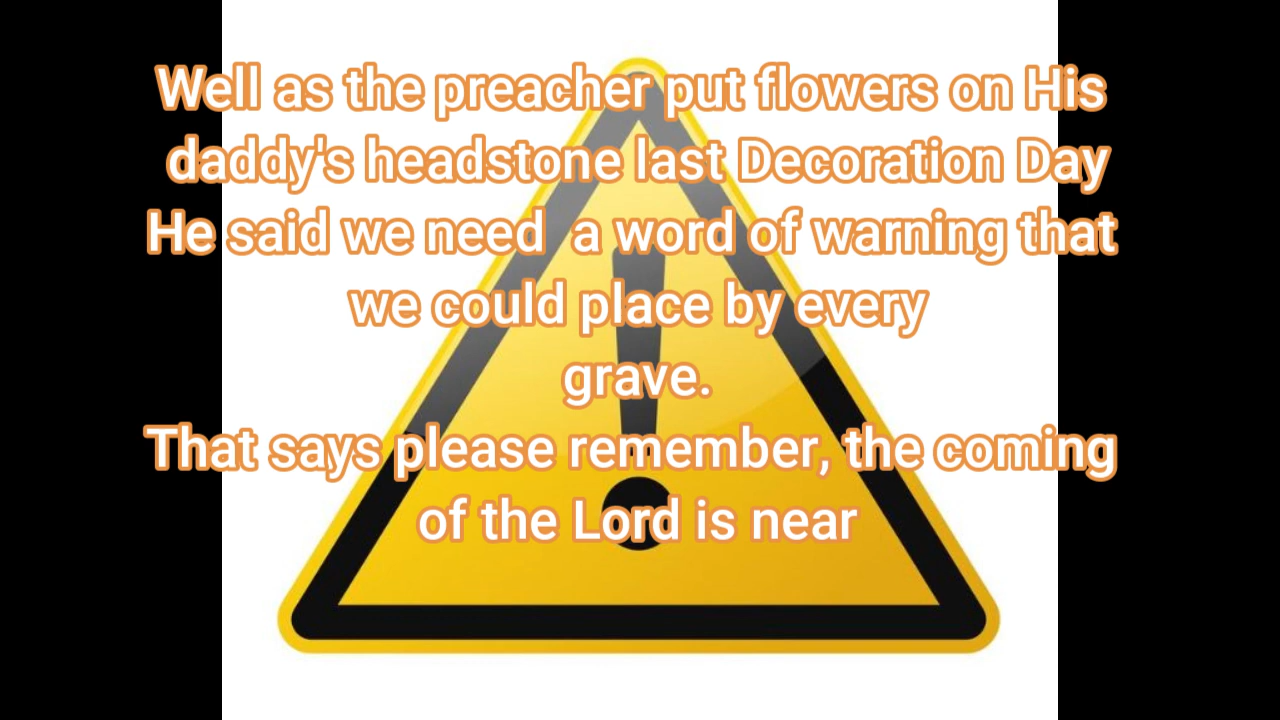 Well as the preacher put flowers on His
daddy's headstone last Decoration Day
He said we need  a word of warning that
we could place by every
grave.
That says please remember, the coming
of the Lord is near